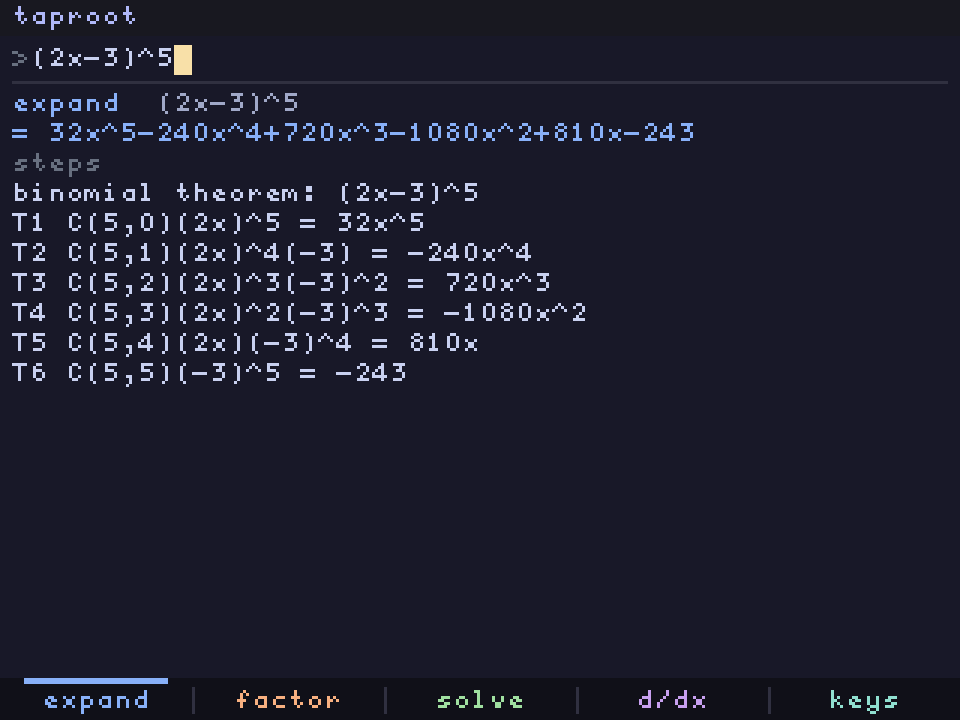 taproot
>(2x-3)^5
expand (2x-3)^5
= 32x^5-240x^4+720x^3-1080x^2+810x-243
steps
binomial theorem: (2x-3)^5
T1 C(5,0)(2x)^5 = 32x^5
T2 C(5,1)(2x)^4(-3) = -240x^4
T3 C(5,2)(2x)^3(-3)^2 = 720x^3
T4 C(5,3)(2x)^2(-3)^3 = -1080x^2
T5 C(5,4)(2x)(-3)^4 = 810x
T6 C(5,5)(-3)^5 = -243
expand | factor | solve | d/dx | keys